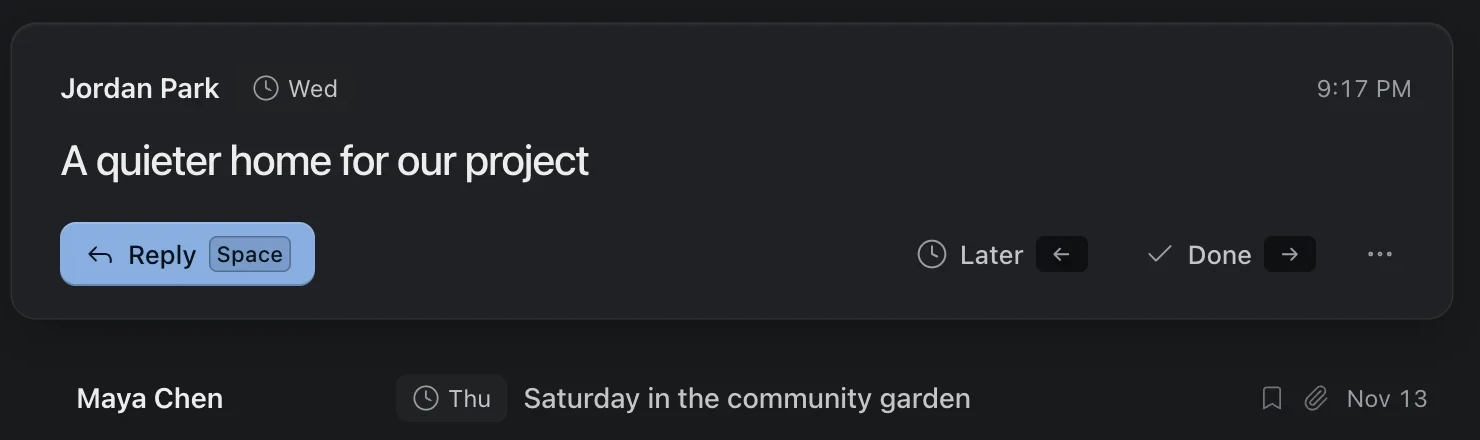 Jordan Park Wed 9:17 PM
A quieter home for our project
Reply Space Later ← Done → ...
Maya Chen Thu Saturday in the community garden Nov 13